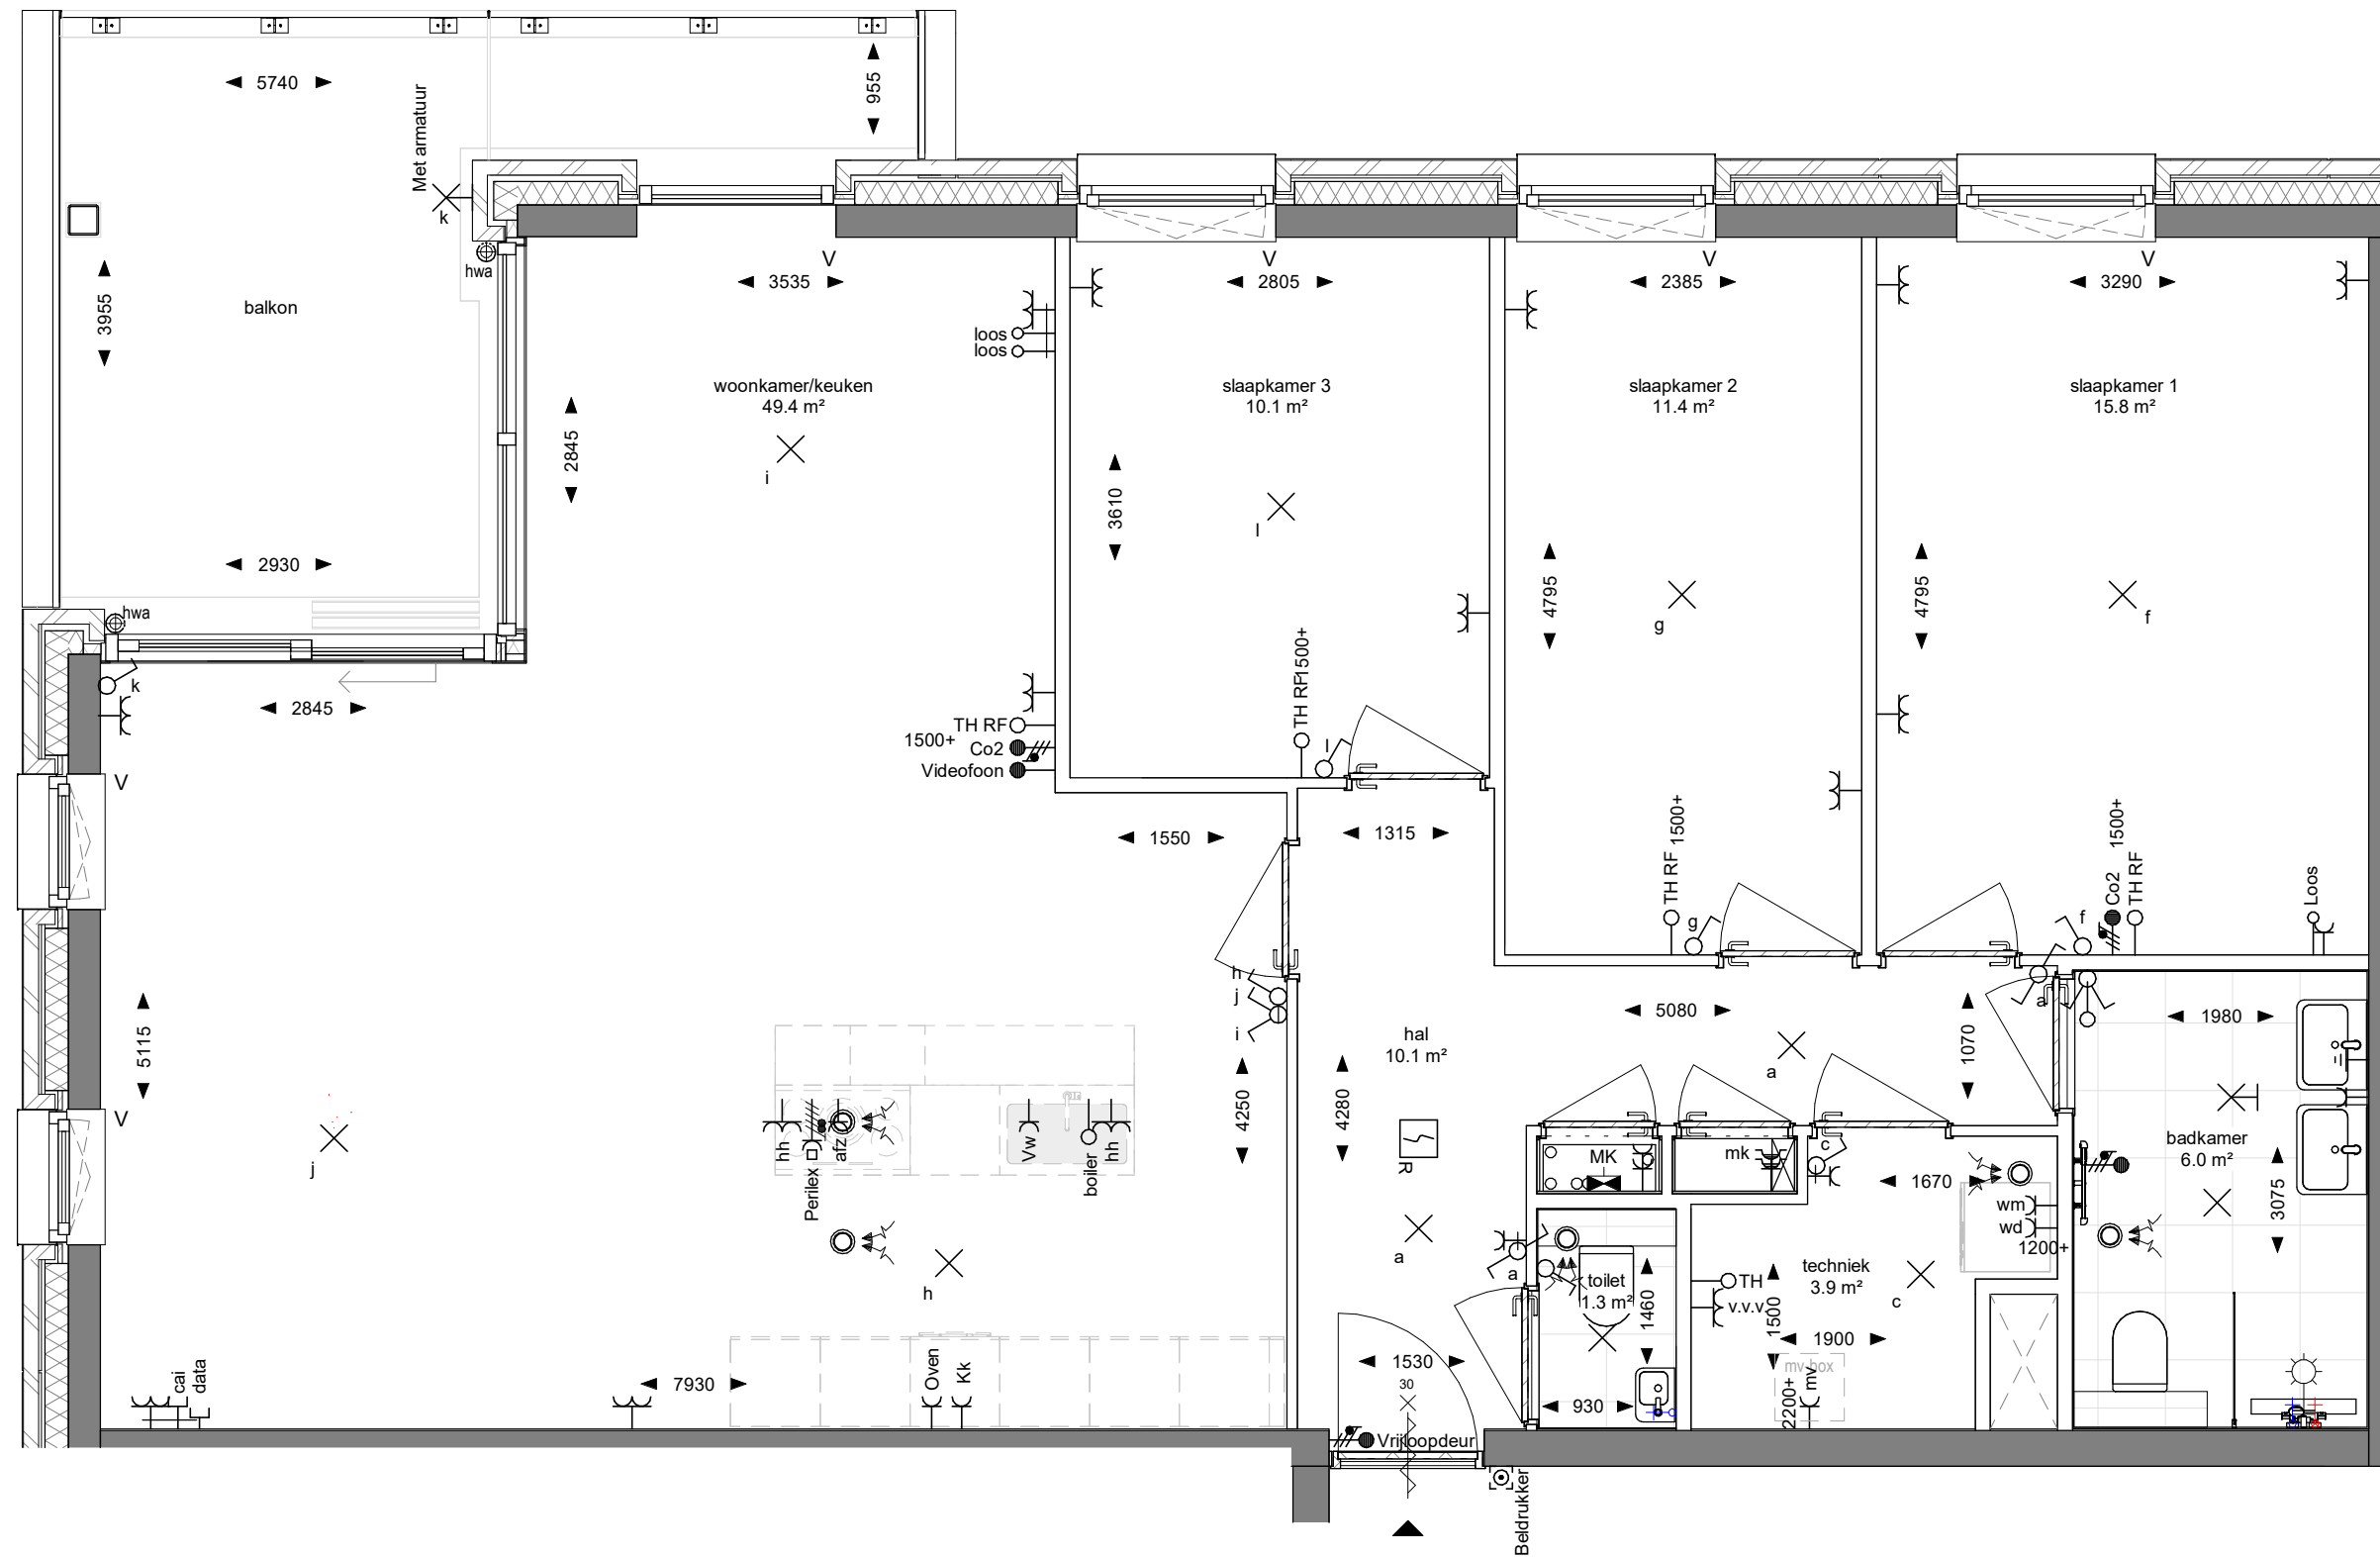 5740
955
Met armatuur
k
hwa
3955
balkon
2930
hwa
k
2845
V
3535
loos
loos
woonkamer/keuken
49.4 m²
i
2845
TH RF
1500+
Co2
Videofoon
V
2805
slaapkamer 3
10.1 m²
l
3610
TH RF
1500+
l
V
2385
slaapkamer 2
11.4 m²
g
4795
TH RF
1500+
g
V
3290
slaapkamer 1
15.8 m²
f
4795
f
Co2
1500+
TH RF
Loos
V
1550
1315
h
j
i
5115
V
j
hh
Perilex
afz
Vw
boiler
hh
h
4250
4280
hal
10.1 m²
5080
a
1070
a
1980
R
a
MK
mk
c
1670
wm
wd
1200+
badkamer
6.0 m²
3075
a
toilet
1.3 m²
1460
930
TH
v.v.v
1500
techniek
3.9 m²
c
1900
mv box
2200+
mv
cai
data
7930
Oven
Kk
1530
30
Vrijloopdeur
Beldrukker